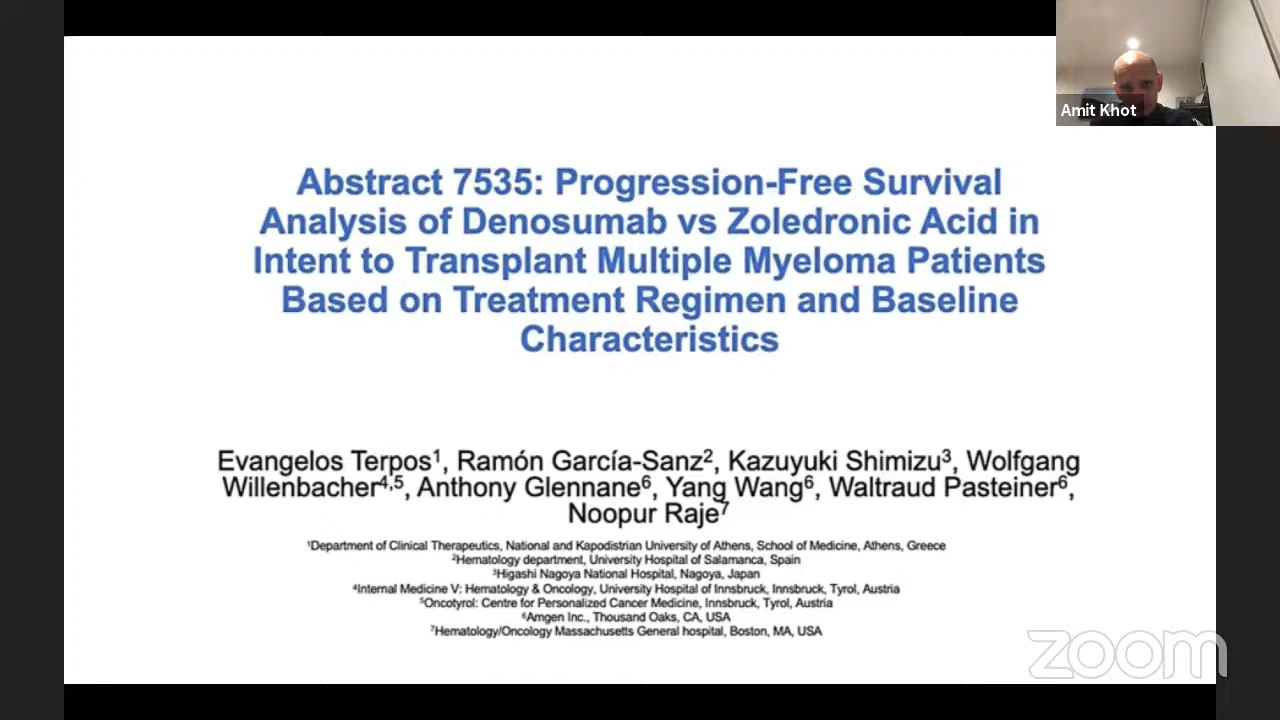 Amit Khot
Abstract 7535: Progression-Free Survival
Analysis of Denosumab vs Zoledronic Acid in
Intent to Transplant Multiple Myeloma Patients
Based on Treatment Regimen and Baseline
Characteristics
Evangelos Terpos¹, Ramón García-Sanz², Kazuyuki Shimizu³, Wolfgang
Willenbacher⁴,⁵, Anthony Glennane⁶, Yang Wang⁶, Waltraud Pasteiner⁶,
Noopur Raje⁷
¹Department of Clinical Therapeutics, National and Kapodistrian University of Athens, School of Medicine, Athens, Greece
²Hematology department, University Hospital of Salamanca, Spain
³Higashi Nagoya National Hospital, Nagoya, Japan
⁴Internal Medicine V: Hematology & Oncology, University Hospital of Innsbruck, Innsbruck, Tyrol, Austria
⁵Oncotyrol: Centre for Personalized Cancer Medicine, Innsbruck, Tyrol, Austria
⁶Amgen Inc., Thousand Oaks, CA, USA
⁷Hematology/Oncology Massachusetts General hospital, Boston, MA, USA
zoom